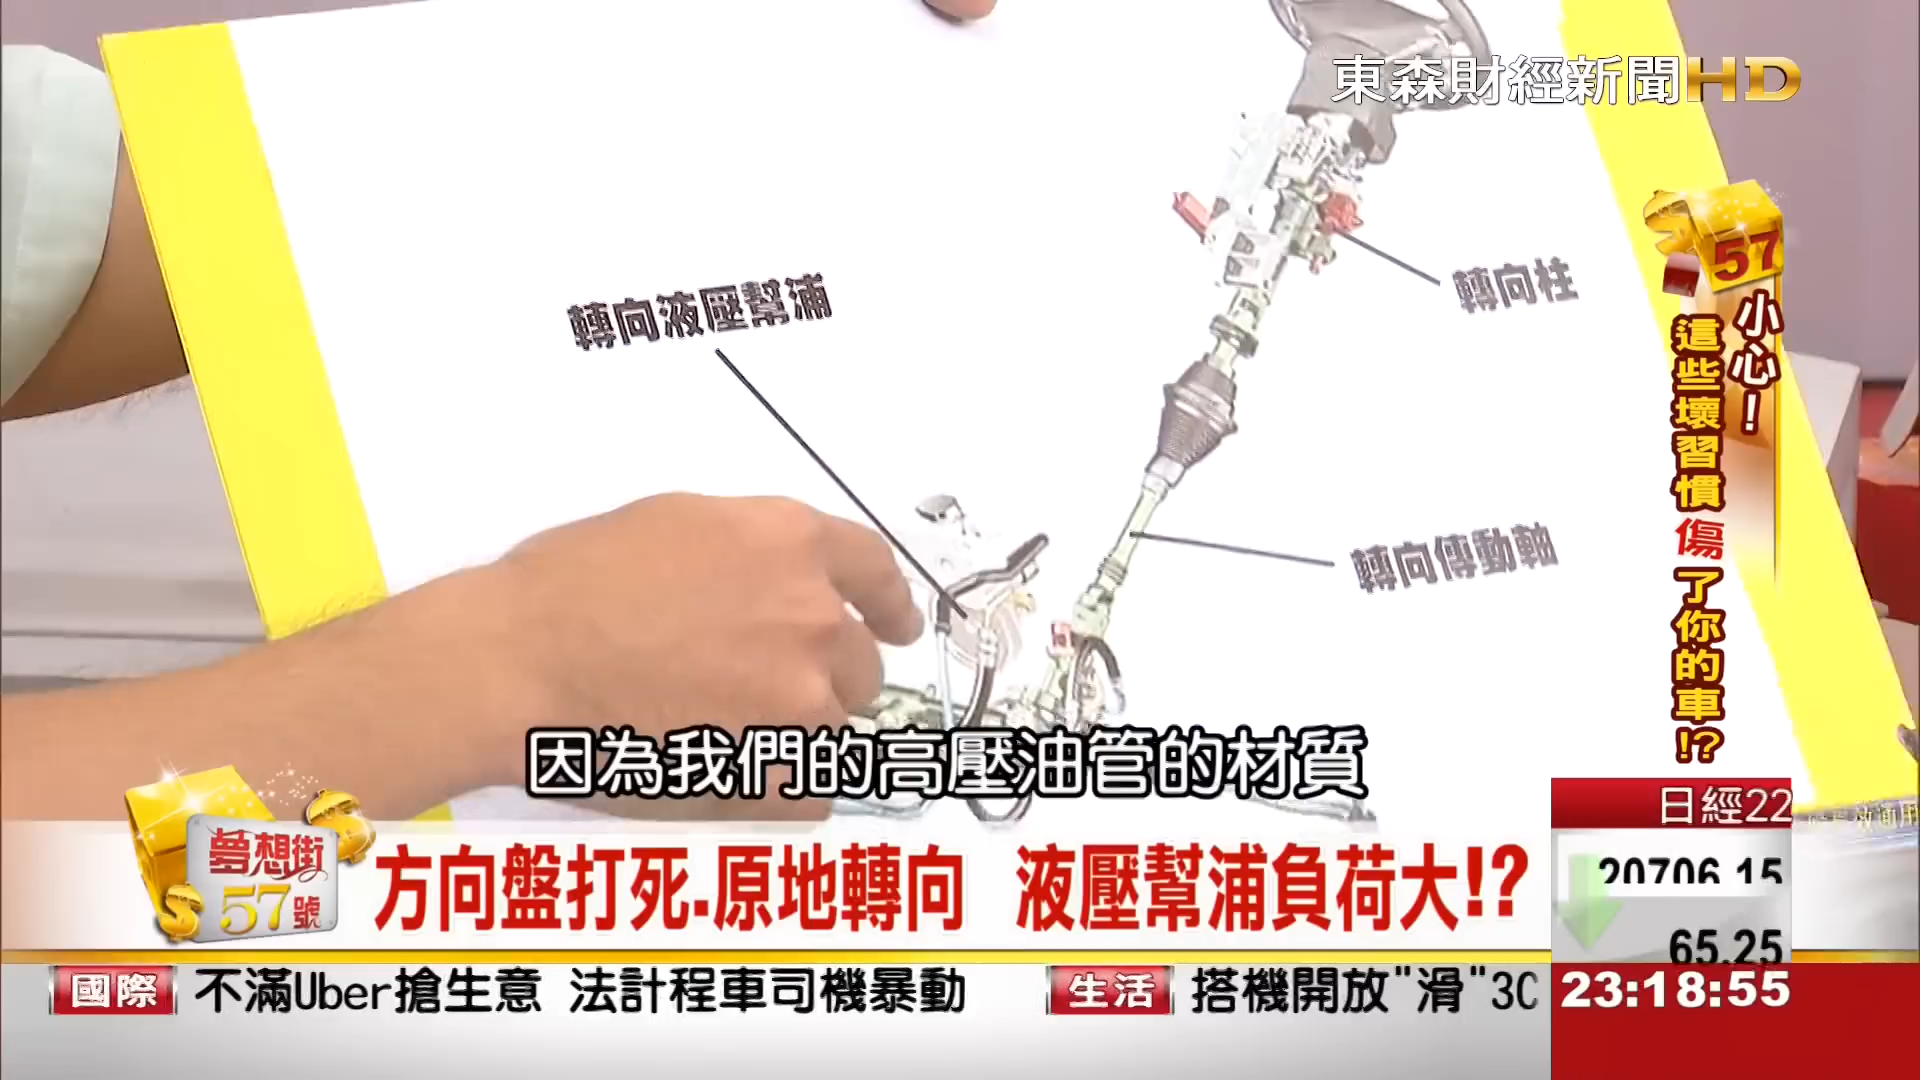 東森財經新聞HD
57
小心!
這些壞習慣傷了你的車!?
轉向液壓幫浦
轉向柱
轉向傳動軸
因為我們的高壓油管的材質
夢想街
57號
方向盤打死.原地轉向 液壓幫浦負荷大!?
日經22
20706.15
65.25
國際 不滿Uber搶生意 法計程車司機暴動 生活 搭機開放"滑"3C
23:18:55